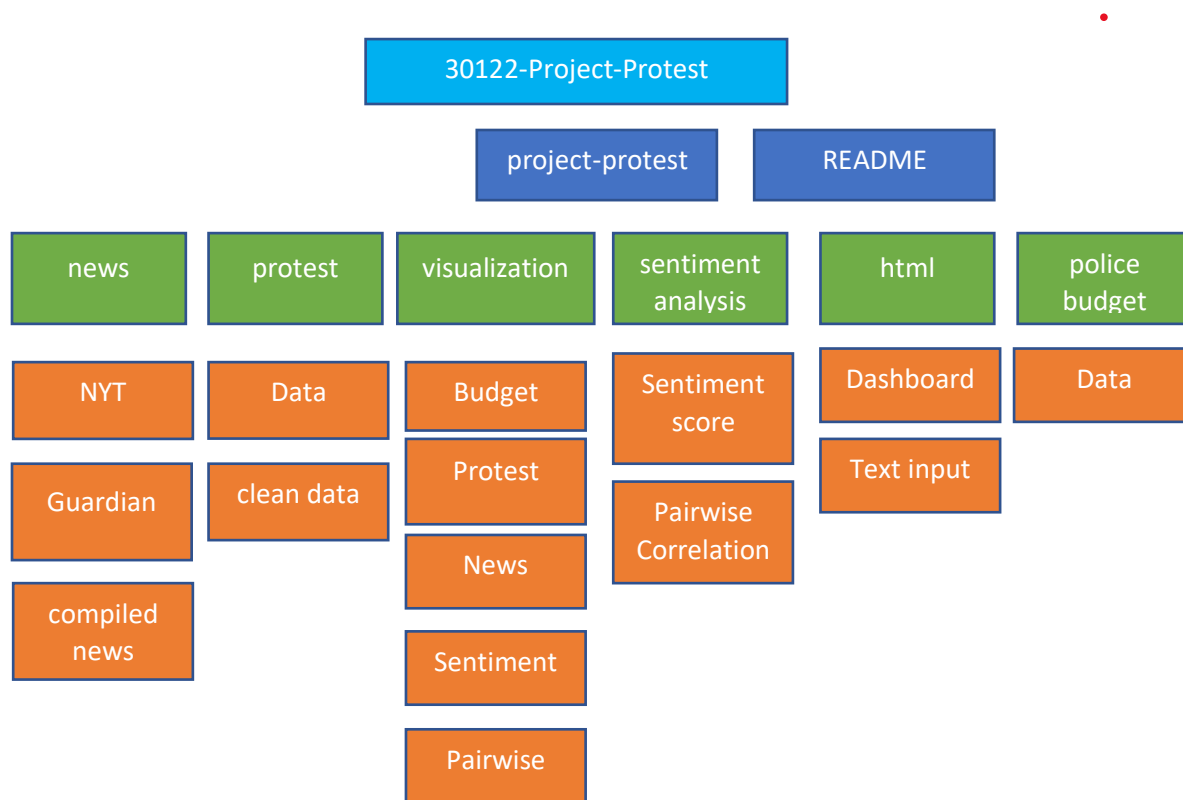 30122-Project-Protest
project-protest
README
news
protest
visualization
sentiment
analysis
html
police
budget
NYT
Guardian
compiled
news
Data
clean data
Budget
Protest
News
Sentiment
Pairwise
Sentiment
score
Pairwise
Correlation
Dashboard
Text input
Data